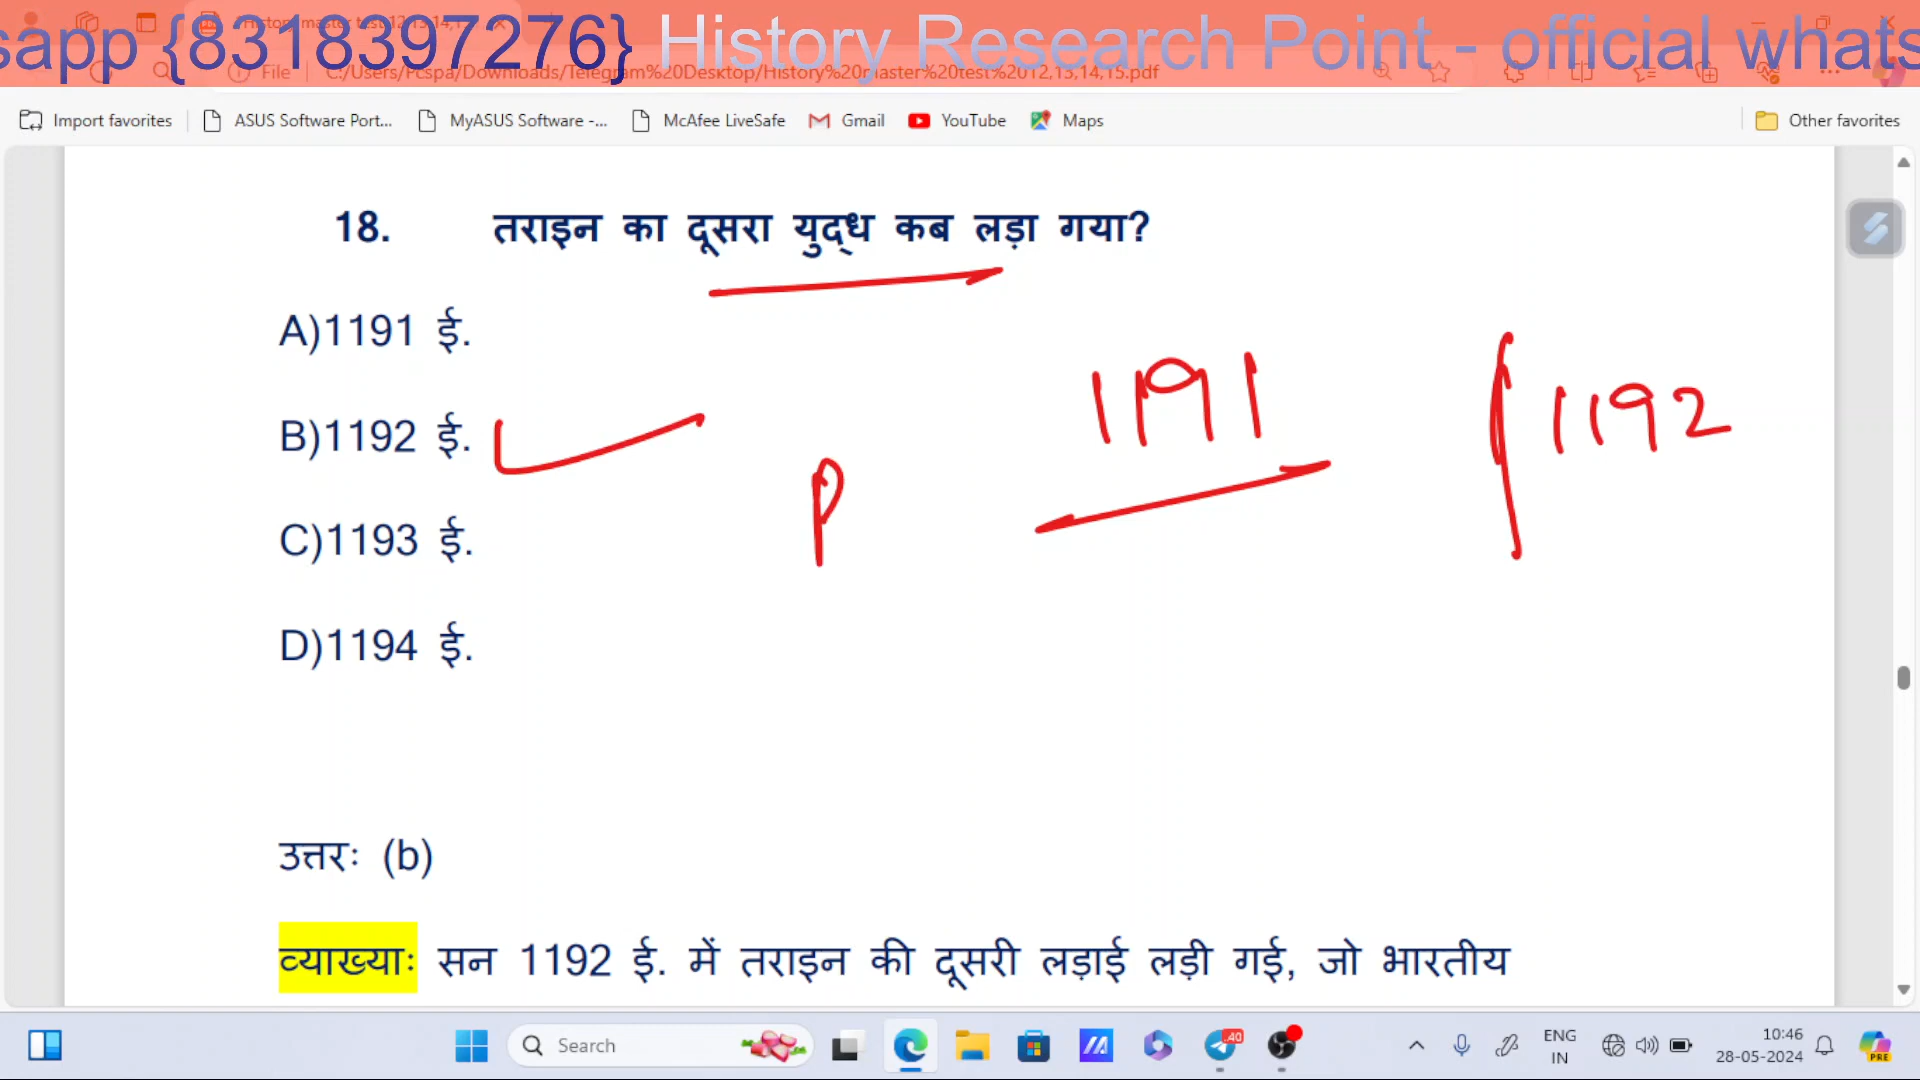 sapp {8318397276} History Research Point - official whats
File C:/Users/Pcspa/Downloads/Telegram%20Desktop/History%20master%20test%2012,13,14,15.pdf
Import favorites ASUS Software Port... MyASUS Software -... McAfee LiveSafe Gmail YouTube Maps Other favorites
18. तराइन का दूसरा युद्ध कब लड़ा गया?
A)1191 ई.
B)1192 ई.
C)1193 ई.
D)1194 ई.
1191
1192
P
उत्तरः (b)
व्याख्याः सन 1192 ई. में तराइन की दूसरी लड़ाई लड़ी गई, जो भारतीय
Search
40
ENG
IN
10:46
28-05-2024
PRE